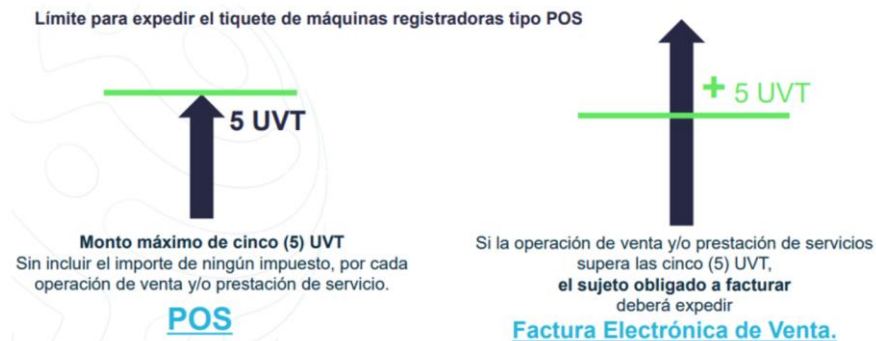 Límite para expedir el tiquete de máquinas registradoras tipo POS
5 UVT
Monto máximo de cinco (5) UVT
Sin incluir el importe de ningún impuesto, por cada
operación de venta y/o prestación de servicio.
POS
+ 5 UVT
Si la operación de venta y/o prestación de servicios
supera las cinco (5) UVT,
el sujeto obligado a facturar
deberá expedir
Factura Electrónica de Venta.